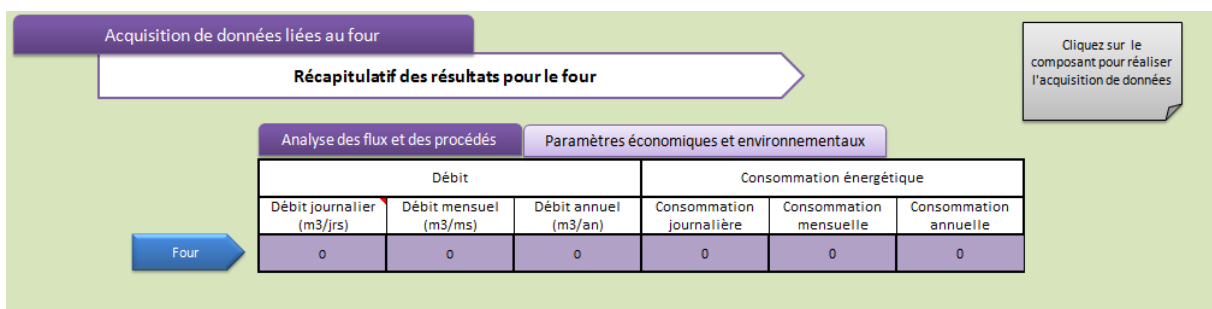 Acquisition de données liées au four
Cliquez sur le
composant pour réaliser
l'acquisition de données
Récapitulatif des résultats pour le four
Analyse des flux et des procédés
Paramètres économiques et environnementaux
Débit
Consommation énergétique
Débit journalier
(m3/jrs)
Débit mensuel
(m3/ms)
Débit annuel
(m3/an)
Consommation
journalière
Consommation
mensuelle
Consommation
annuelle
Four
0
0
0
0
0
0